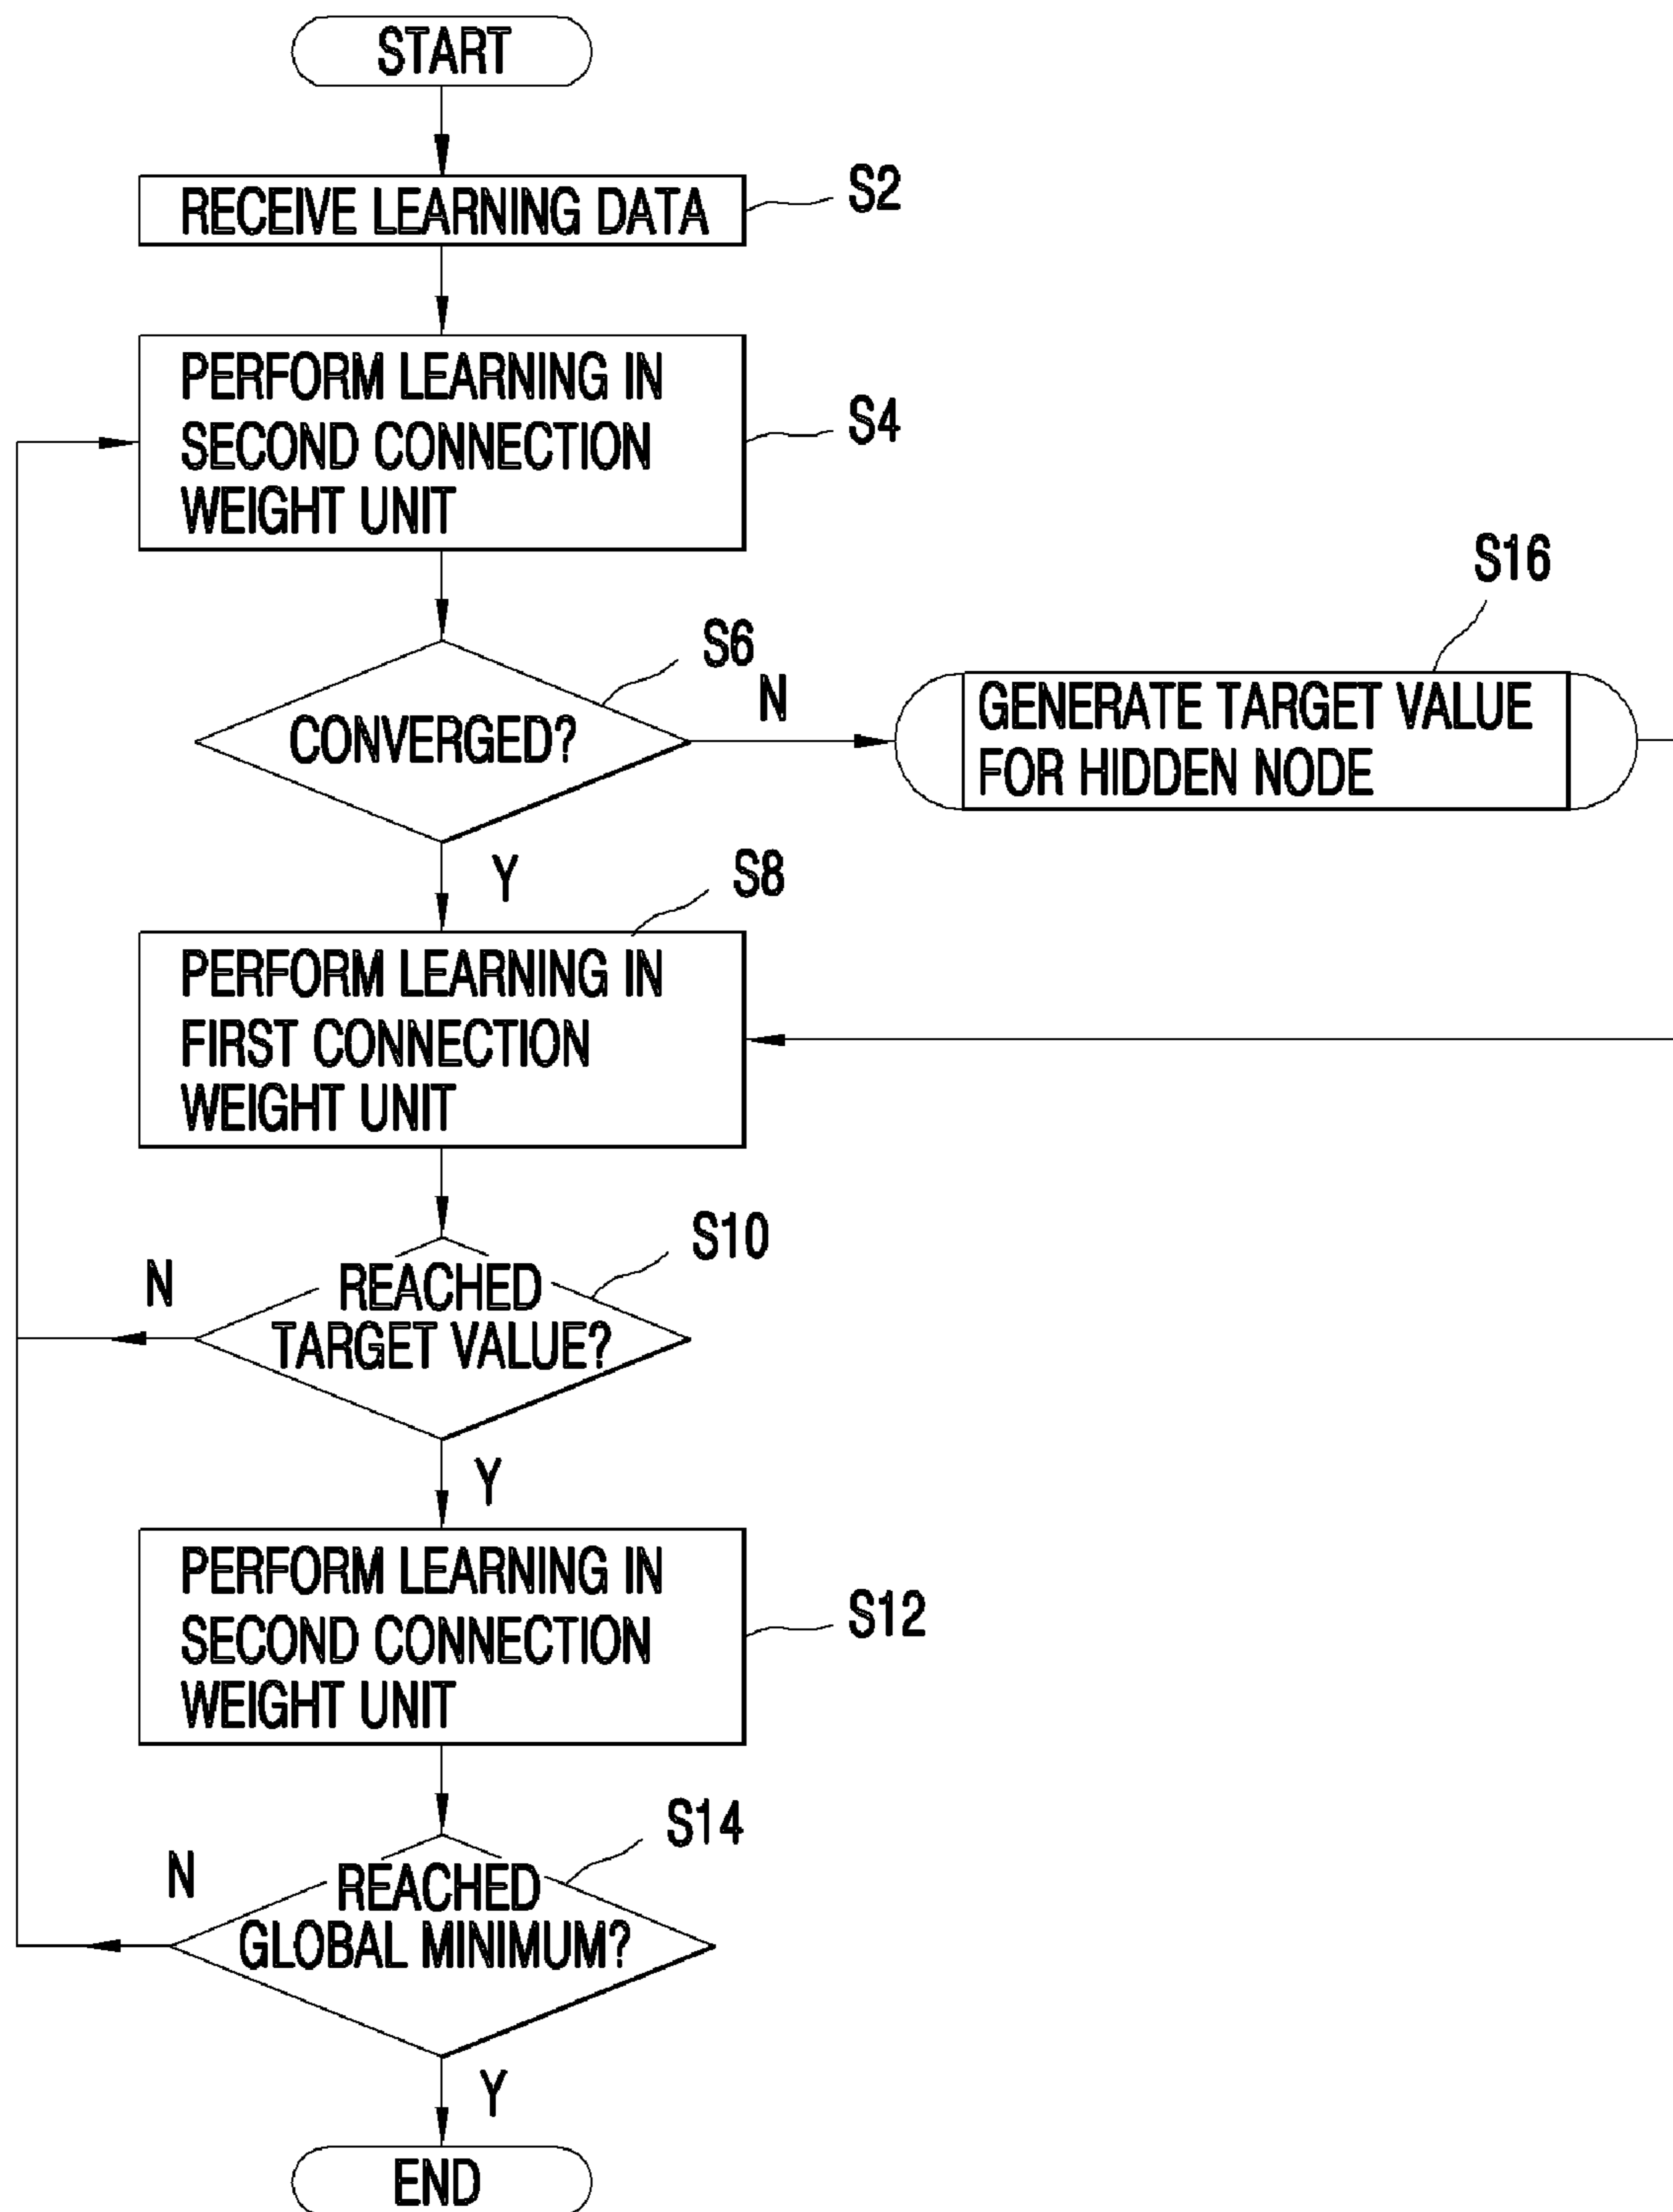 START
RECEIVE LEARNING DATA
S2
PERFORM LEARNING IN
SECOND CONNECTION
WEIGHT UNIT
S4
S16
S6
N
CONVERGED?
GENERATE TARGET VALUE
FOR HIDDEN NODE
Y
S8
PERFORM LEARNING IN
FIRST CONNECTION
WEIGHT UNIT
S10
N
REACHED
TARGET VALUE?
Y
PERFORM LEARNING IN
SECOND CONNECTION
WEIGHT UNIT
S12
S14
N
REACHED
GLOBAL MINIMUM?
Y
END